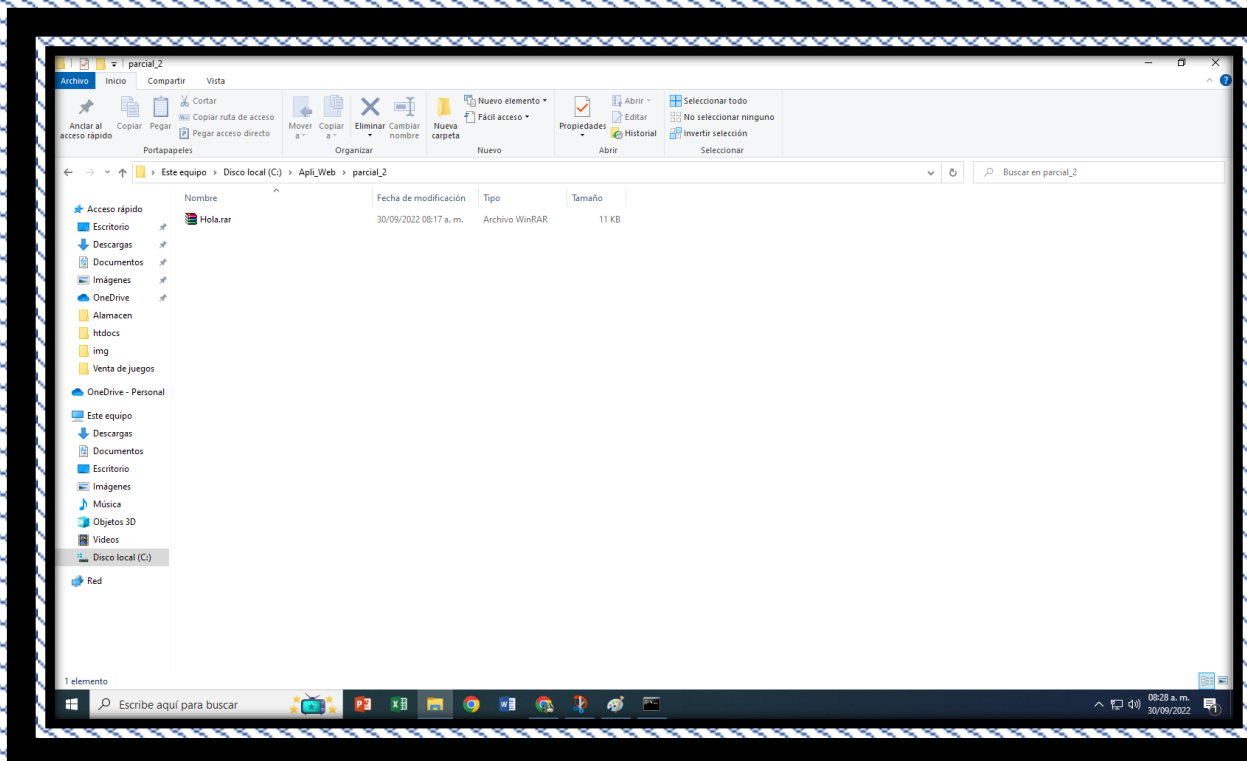 parcial_2
Archivo Inicio Compartir Vista
Anclar al acceso rápido
Copiar
Pegar
Cortar
Copiar ruta de acceso
Pegar acceso directo
Portapapeles
Mover a
Copiar a
Eliminar
Cambiar nombre
Organizar
Nueva carpeta
Nuevo elemento
Fácil acceso
Nuevo
Propiedades
Abrir
Editar
Historial
Abrir
Seleccionar todo
No seleccionar ninguno
Invertir selección
Seleccionar
Este equipo > Disco local (C:) > Apli_Web > parcial_2
Buscar en parcial_2
Nombre Fecha de modificación Tipo Tamaño
Hola.rar 30/09/2022 08:17 a. m. Archivo WinRAR 11 KB
Acceso rápido
Escritorio
Descargas
Documentos
Imágenes
OneDrive
Alamacen
htdocs
img
Venta de juegos
OneDrive - Personal
Este equipo
Descargas
Documentos
Escritorio
Imágenes
Música
Objetos 3D
Videos
Disco local (C:)
Red
1 elemento
Escribe aquí para buscar
08:28 a. m.
30/09/2022